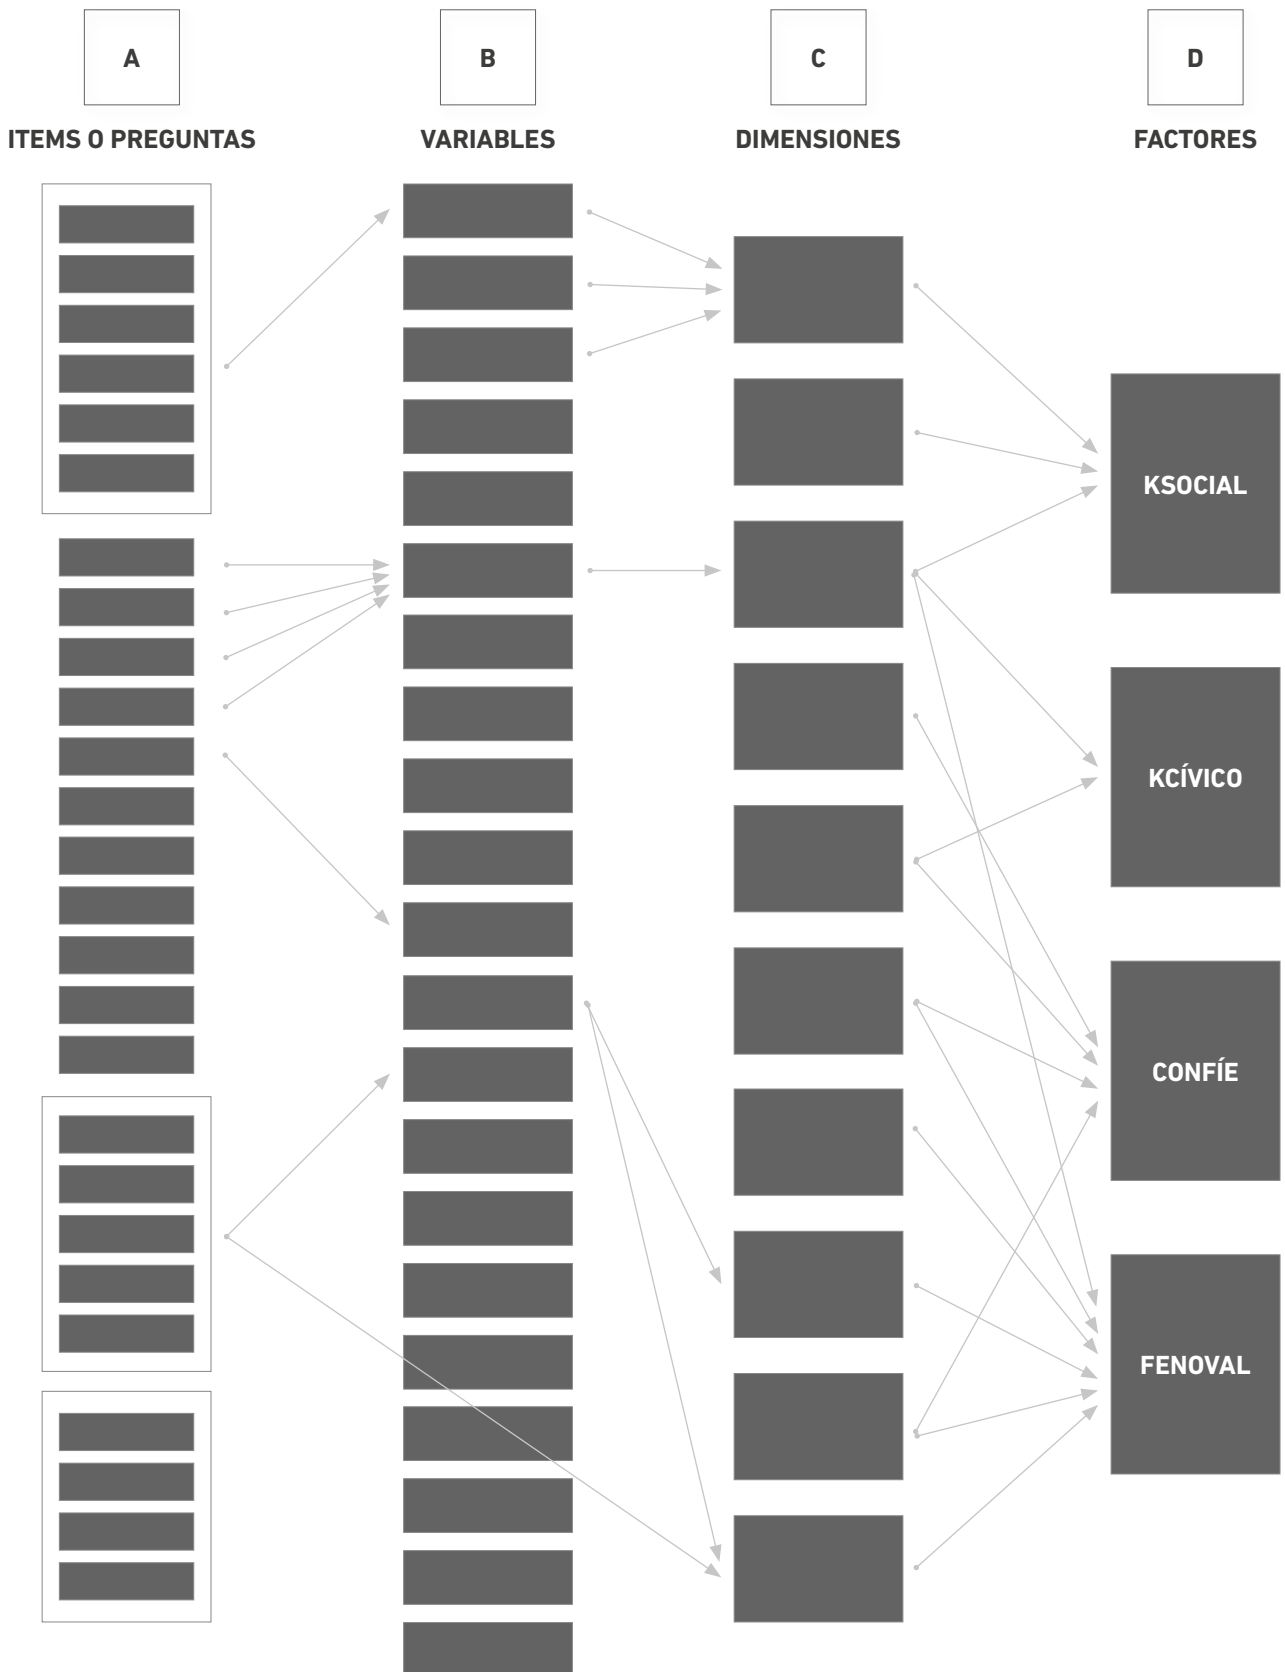 A
B
C
D
ITEMS O PREGUNTAS
VARIABLES
DIMENSIONES
FACTORES
KSOCIAL
KCÍVICO
CONFÍE
FENOVAL